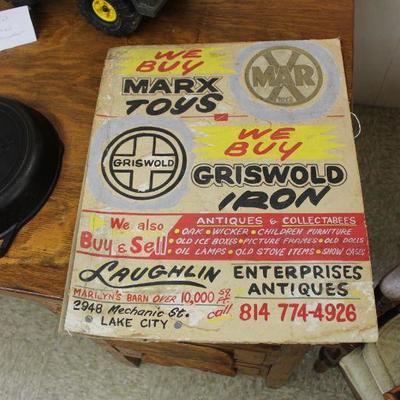 WE
BUY
MARX
TOYS
MAR
WE
BUY
GRISWOLD
GRISWOLD
IRON
We also
Buy & Sell
ANTIQUES & COLLECTABLES
• OAK • WICKER • CHILDREN FURNITURE
• OLD ICE BOXES • PICTURE FRAMES • OLD DOLLS
• OIL LAMPS • OLD STOVE ITEMS • SHOW CASES
LAUGHLIN ENTERPRISES
ANTIQUES
MARILYN'S BARN OVER 10,000 SQ FT
2948 Mechanic St.
LAKE CITY
call 814 774-4926